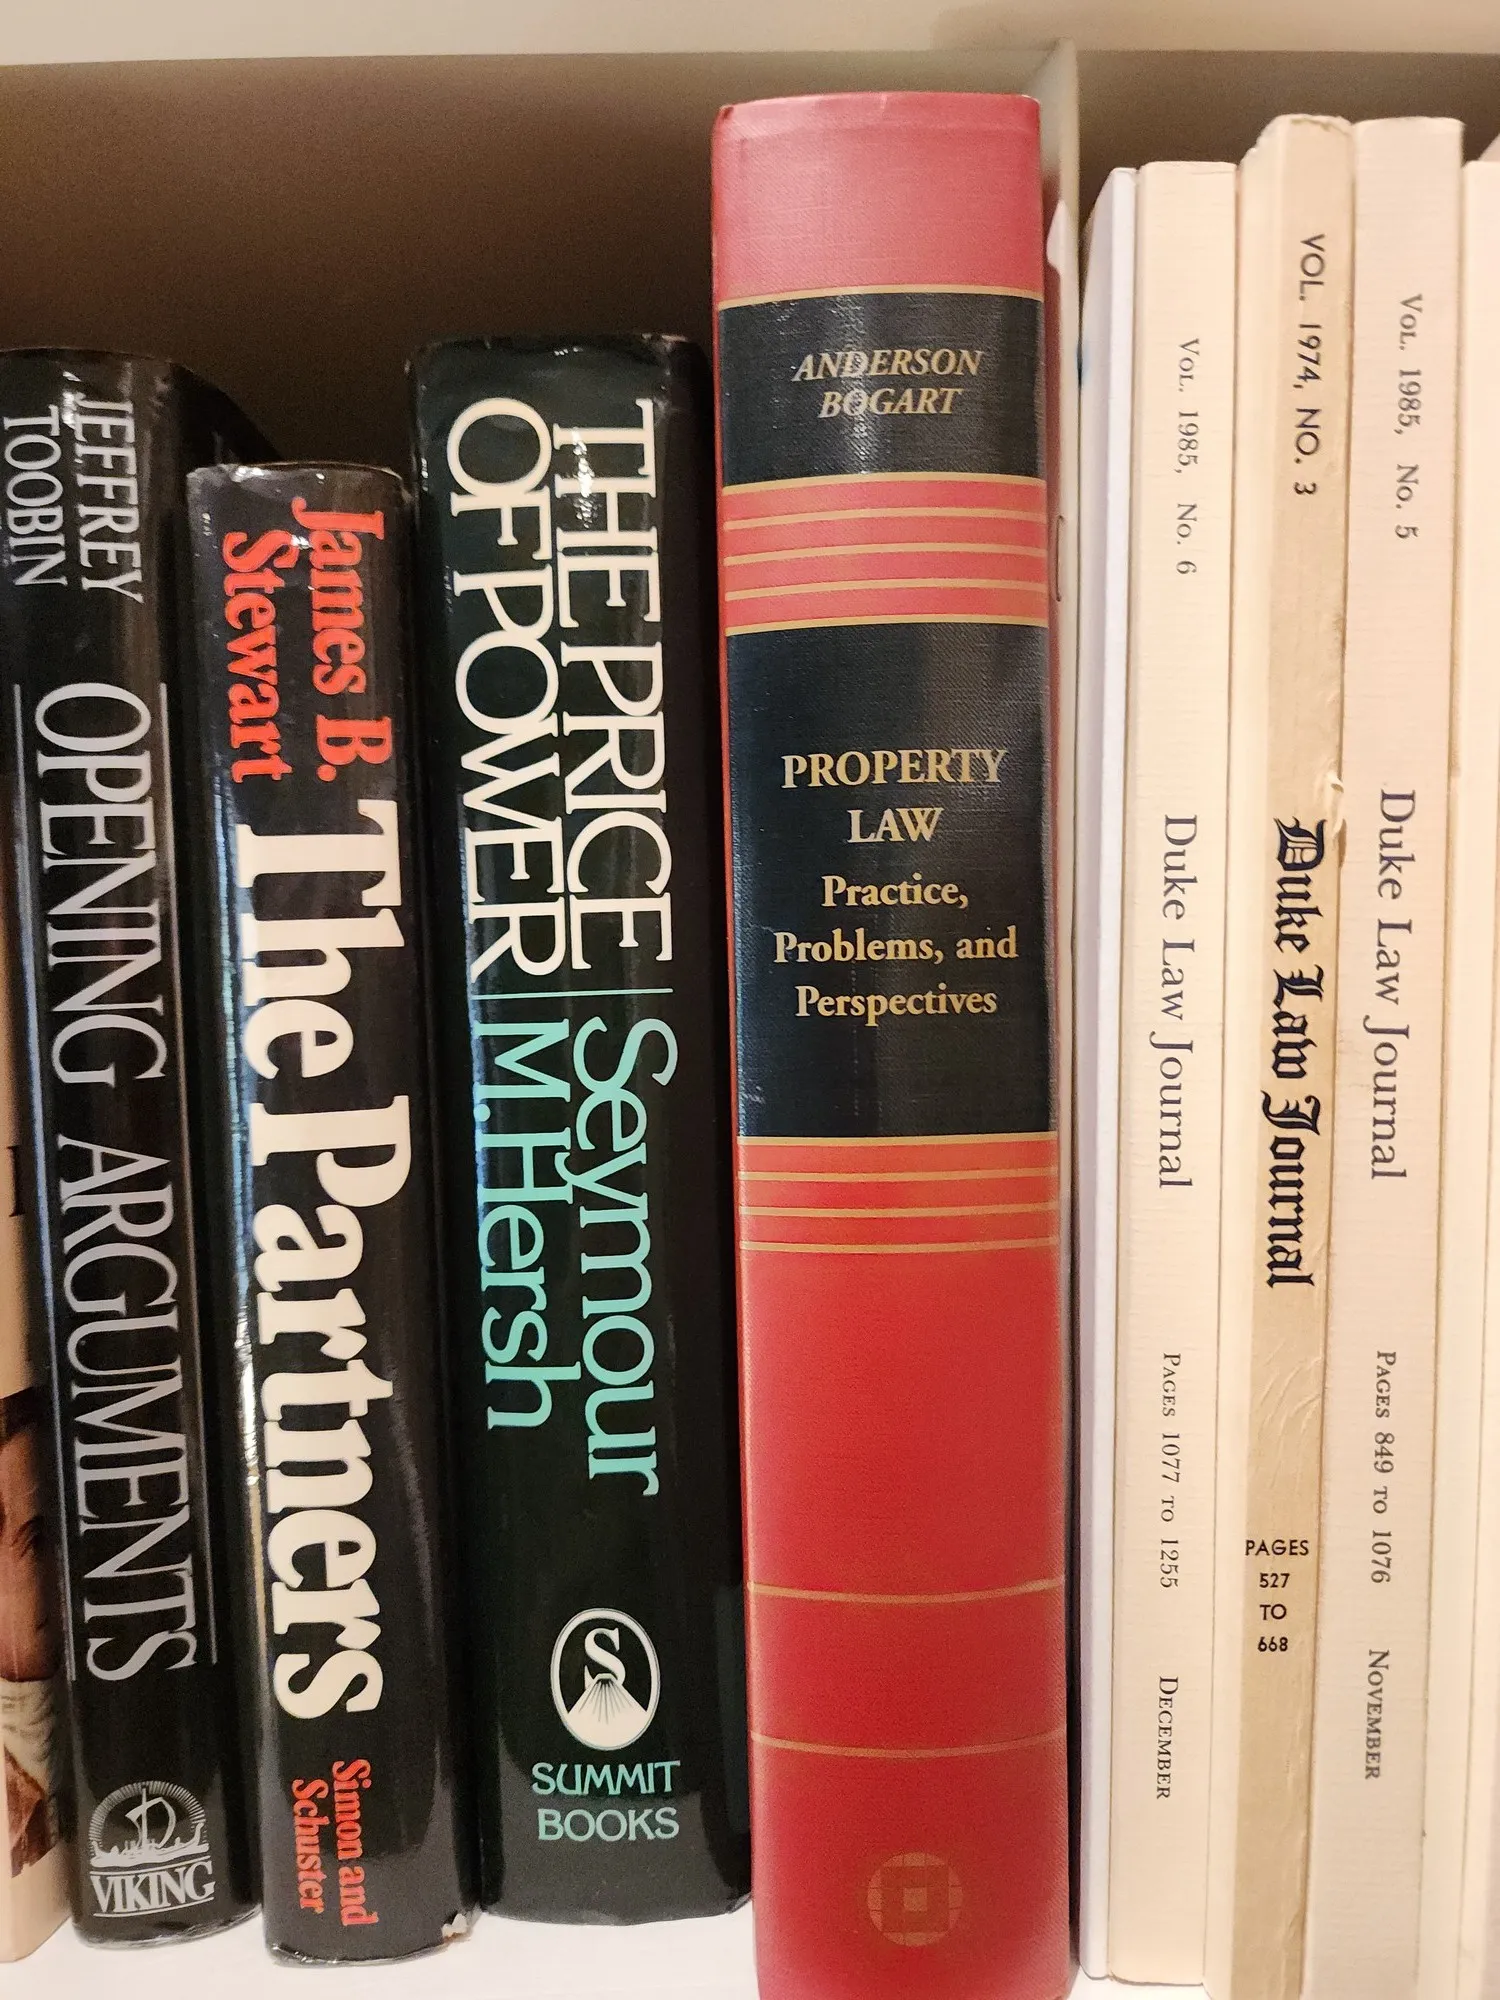 JEFFREY
TOOBIN
OPENING ARGUMENTS
VIKING
James B.
Stewart
The Partners
Simon and
Schuster
THE PRICE
OF POWER
Seymour
M. Hersh
S
SUMMIT
BOOKS
ANDERSON
BOGART
PROPERTY
LAW
Practice,
Problems, and
Perspectives
VOL. 1985, No. 6
Duke Law Journal
PAGES 1077 TO 1255
DECEMBER
VOL. 1974, NO. 3
Duke Law Journal
PAGES
527
TO
668
VOL. 1985, No. 5
Duke Law Journal
PAGES 849 TO 1076
NOVEMBER